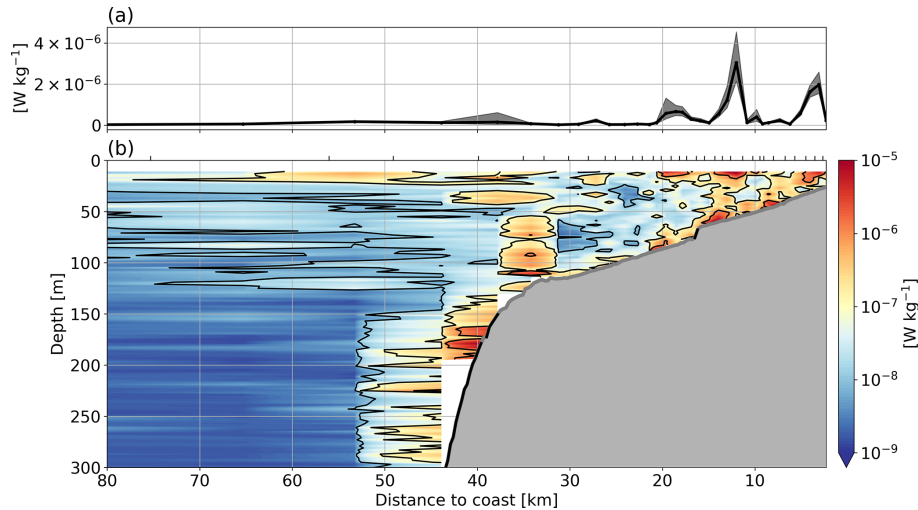 (a)
4 × 10⁻⁶
2 × 10⁻⁶
0
[W kg⁻¹]
(b)
0
50
100
150
200
250
300
Depth [m]
80
70
60
50
40
30
20
10
Distance to coast [km]
10⁻⁵
10⁻⁶
10⁻⁷
10⁻⁸
10⁻⁹
[W kg⁻¹]